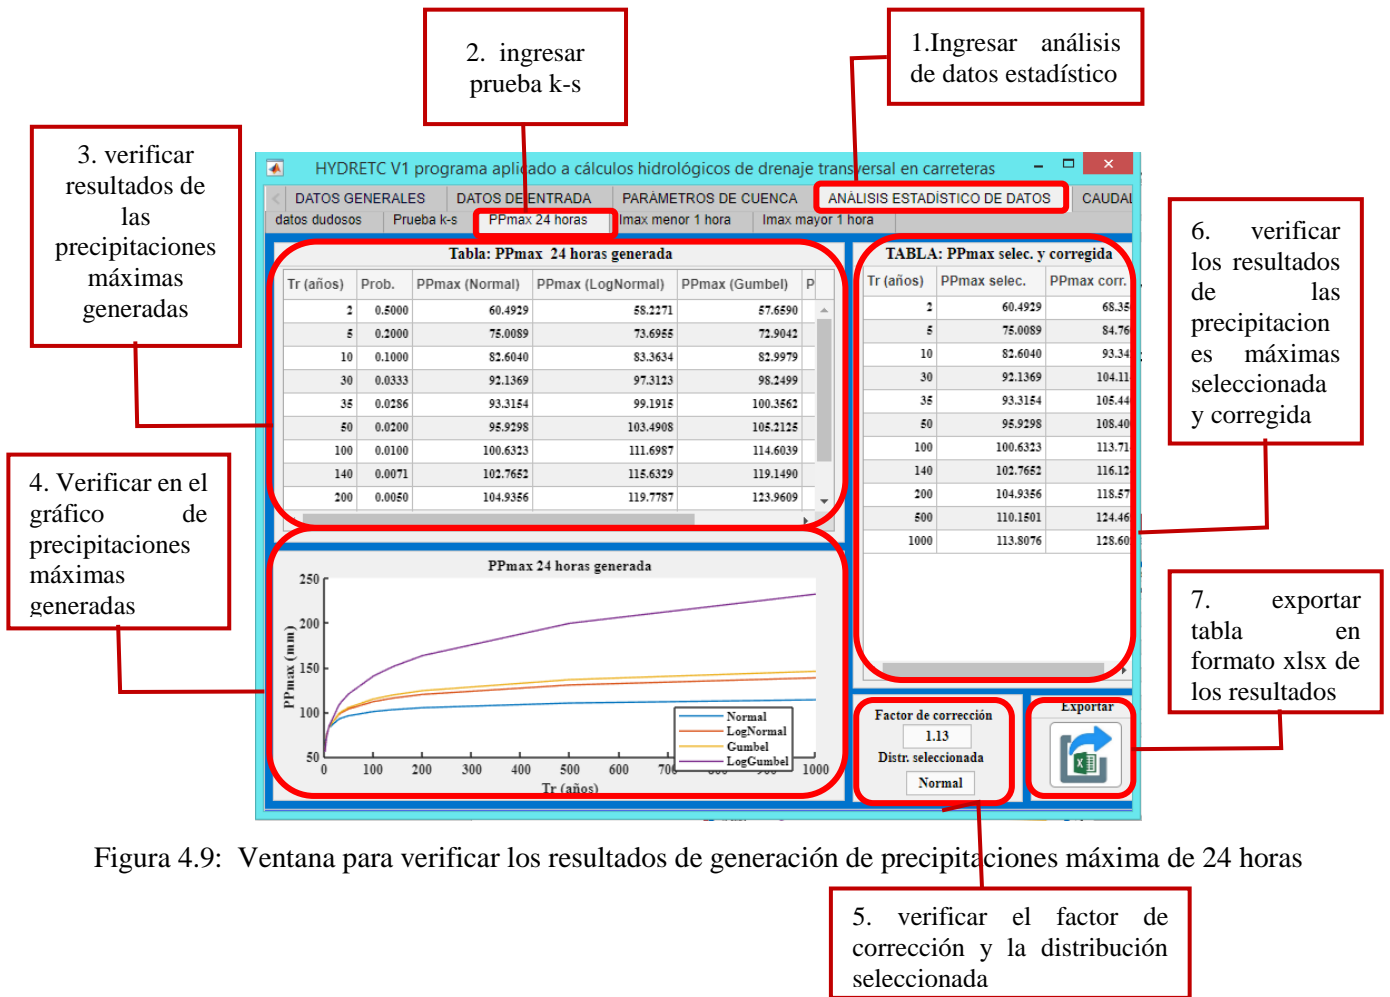 2. ingresar
prueba k-s
1.Ingresar análisis
de datos estadístico
3. verificar
resultados de
las
precipitaciones
máximas
generadas
HYDRETC V1 programa aplicado a cálculos hidrológicos de drenaje transversal en carreteras
DATOS GENERALES DATOS DE ENTRADA PARÁMETROS DE CUENCA ANÁLISIS ESTADÍSTICO DE DATOS CAUDAL
datos dudosos Prueba k-s PPmax 24 horas Imax menor 1 hora Imax mayor 1 hora
Tabla: PPmax 24 horas generada
Tr (años) Prob. PPmax (Normal) PPmax (LogNormal) PPmax (Gumbel) P
2 0.5000 60.4929 58.2271 57.6590
5 0.2000 75.0089 73.6955 72.9042
10 0.1000 82.6040 83.3634 82.9979
30 0.0333 92.1369 97.3123 98.2499
35 0.0286 93.3154 99.1915 100.3562
50 0.0200 95.9298 103.4908 105.2125
100 0.0100 100.6323 111.6987 114.6039
140 0.0071 102.7652 115.6329 119.1490
200 0.0050 104.9356 119.7787 123.9609
TABLA: PPmax selec. y corregida
Tr (años) PPmax selec. PPmax corr.
2 60.4929 68.35
5 75.0089 84.76
10 82.6040 93.34
30 92.1369 104.11
35 93.3154 105.44
50 95.9298 108.40
100 100.6323 113.71
140 102.7652 116.12
200 104.9356 118.57
500 110.1501 124.46
1000 113.8076 128.60
6. verificar
los resultados
de las
precipitacion
es máximas
seleccionada
y corregida
4. Verificar en el
gráfico de
precipitaciones
máximas
generadas
PPmax 24 horas generada
PPmax (mm)
250
200
150
100
50
0 100 200 300 400 500 600 700 800 900 1000
Tr (años)
Normal
LogNormal
Gumbel
LogGumbel
Factor de corrección
1.13
Distr. seleccionada
Normal
Exportar
7. exportar
tabla en
formato xlsx de
los resultados
Figura 4.9: Ventana para verificar los resultados de generación de precipitaciones máxima de 24 horas
5. verificar el factor de
corrección y la distribución
seleccionada